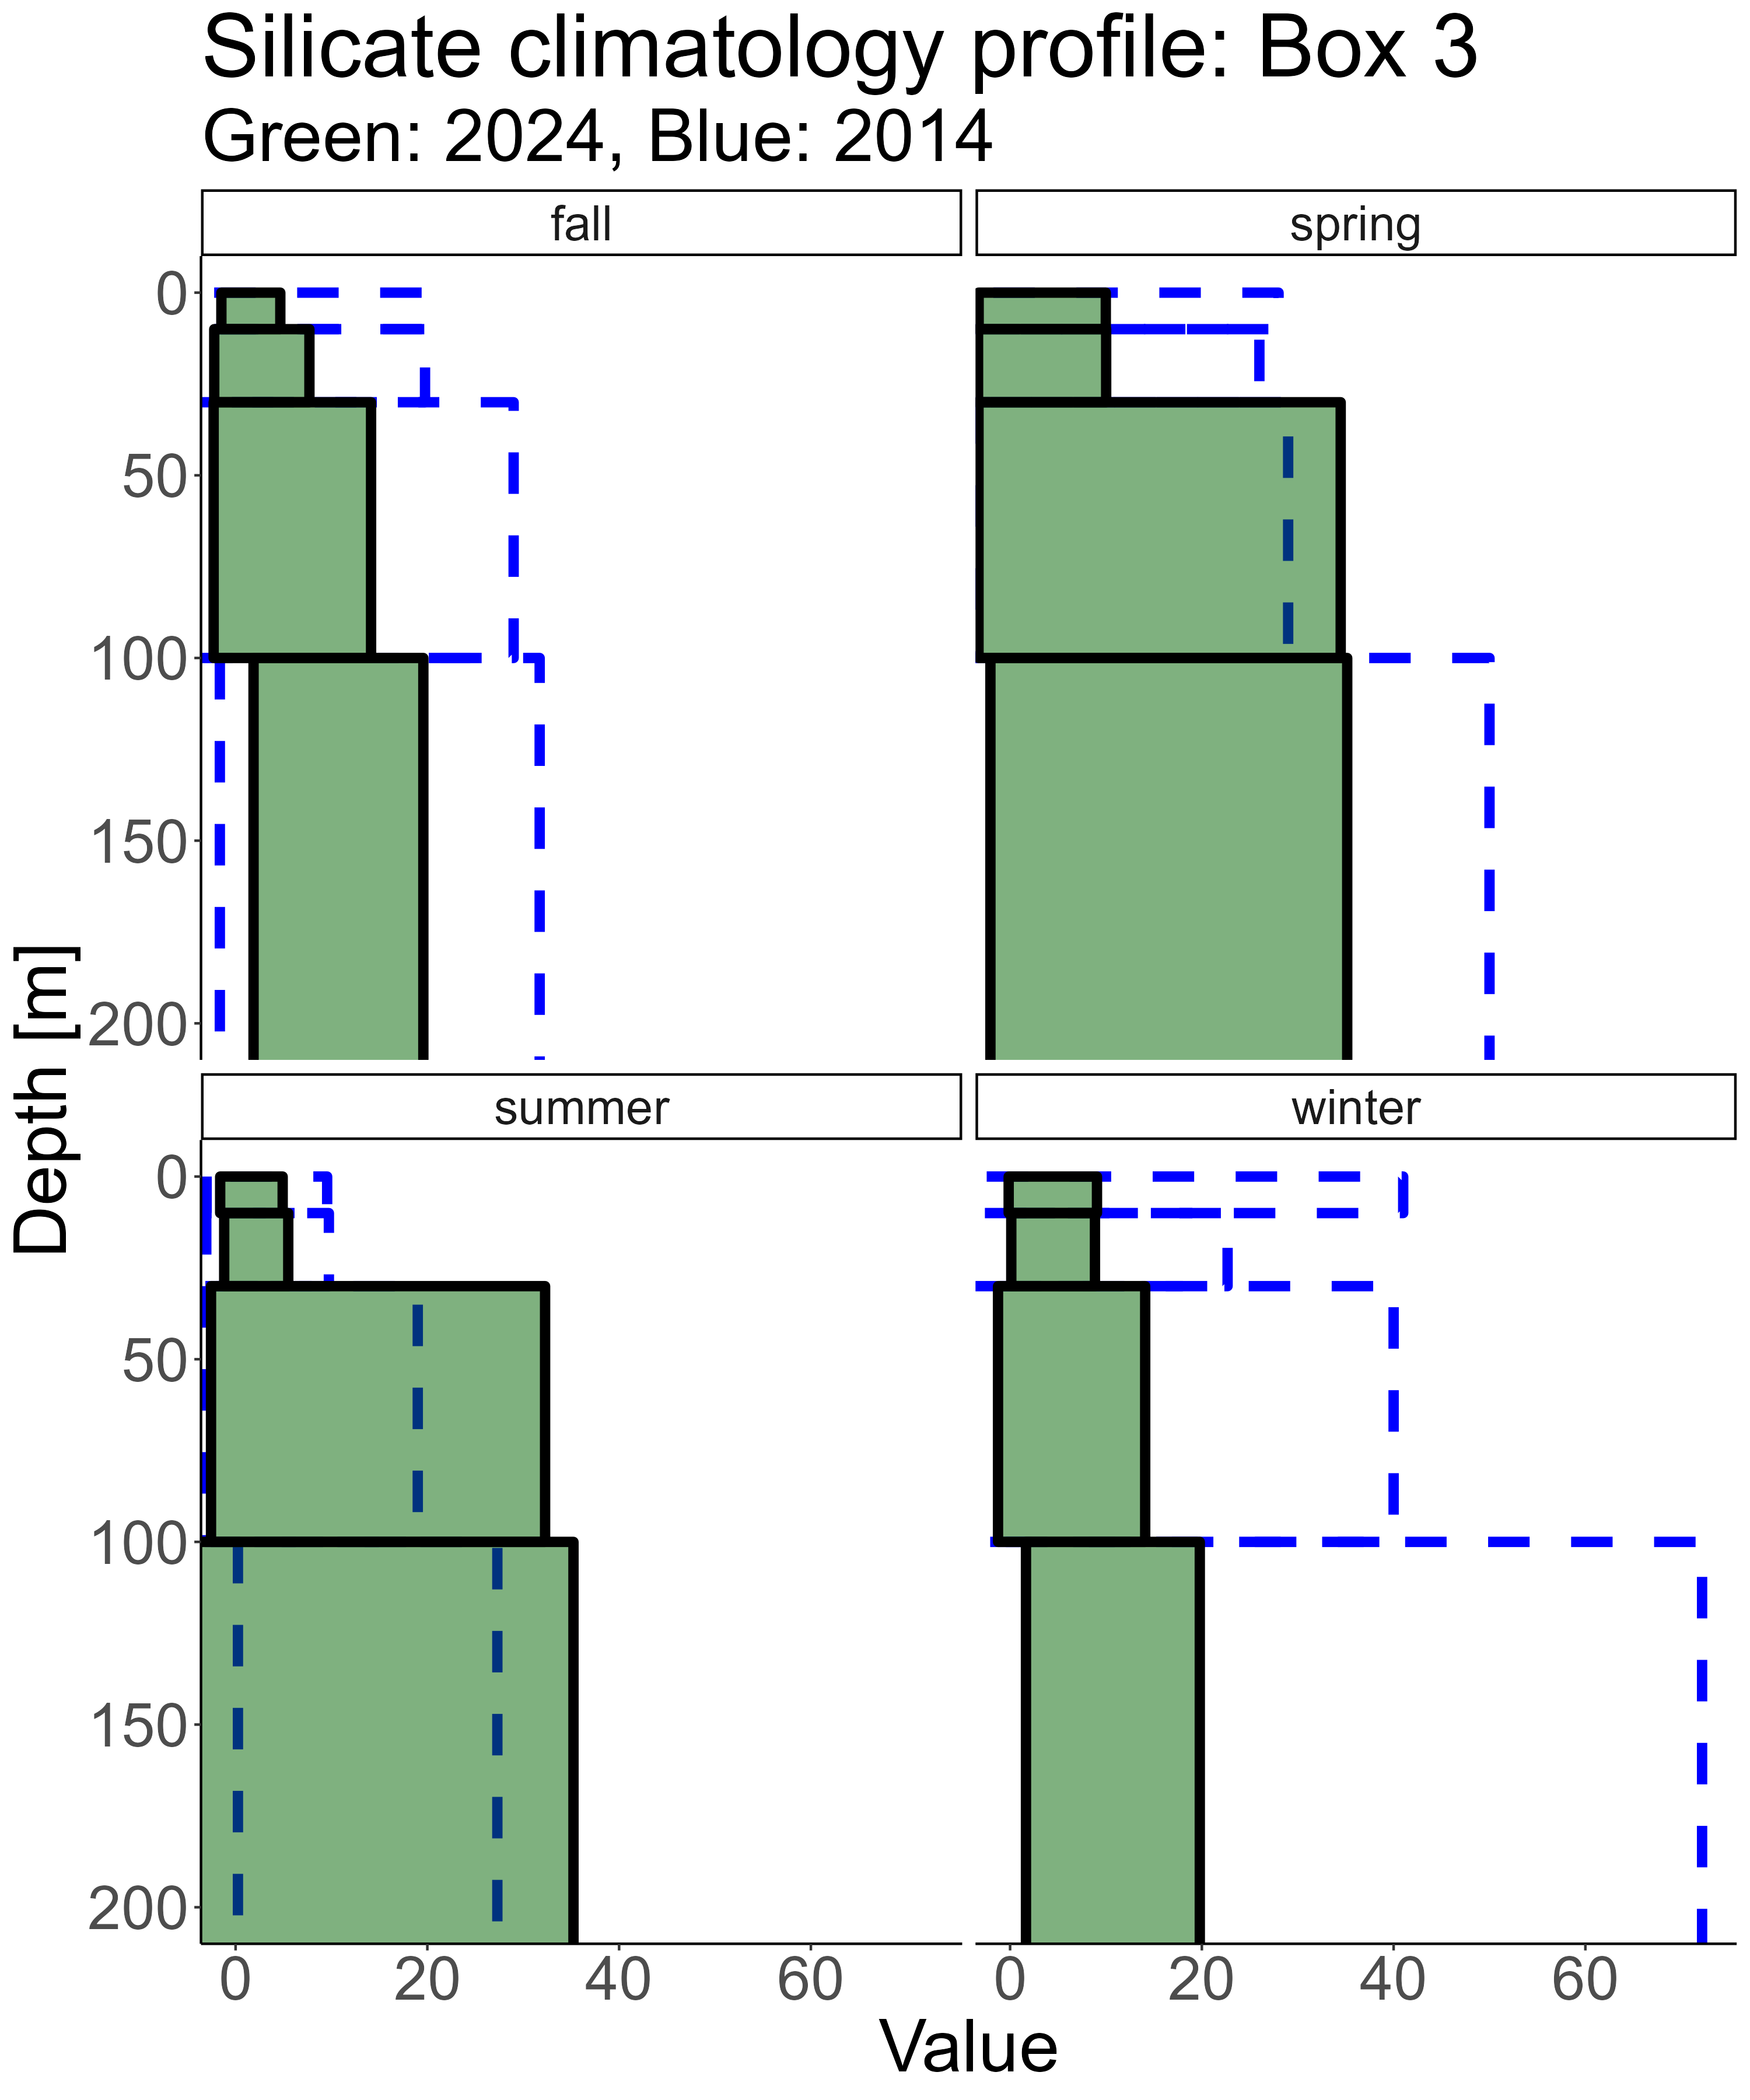 Silicate climatology profile: Box 3
Green: 2024, Blue: 2014
fall
spring
0
50
100
150
200
summer
winter
0
50
100
150
200
0 20 40 60
0 20 40 60
Depth [m]
Value